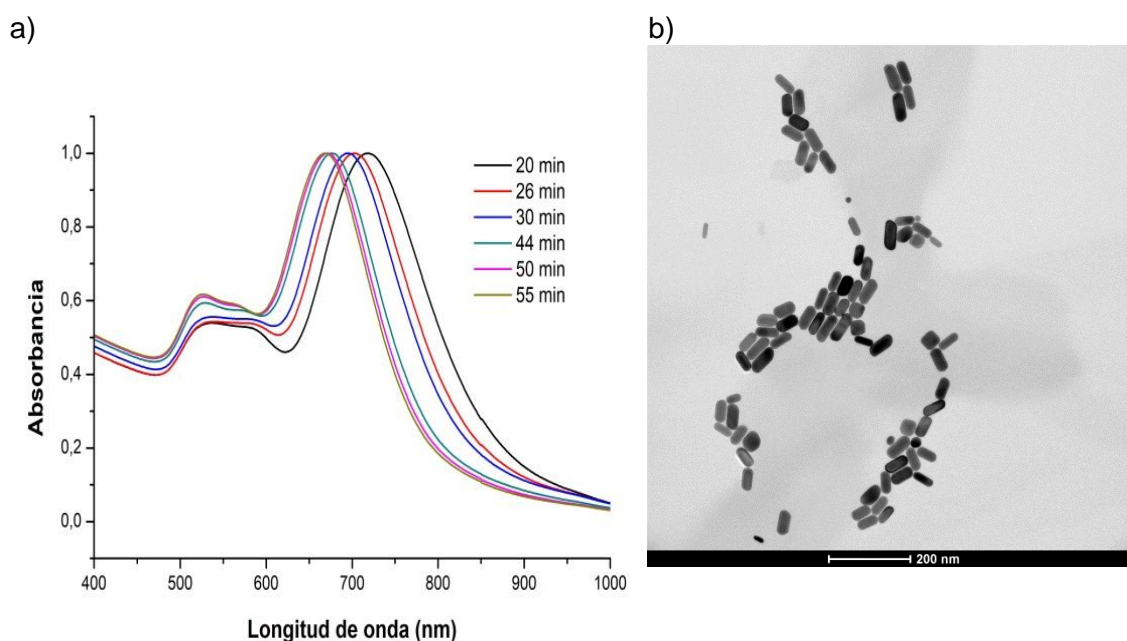 a)
b)
Absorbancia
1,0
0,8
0,6
0,4
0,2
0,0
400 500 600 700 800 900 1000
Longitud de onda (nm)
20 min
26 min
30 min
44 min
50 min
55 min
200 nm